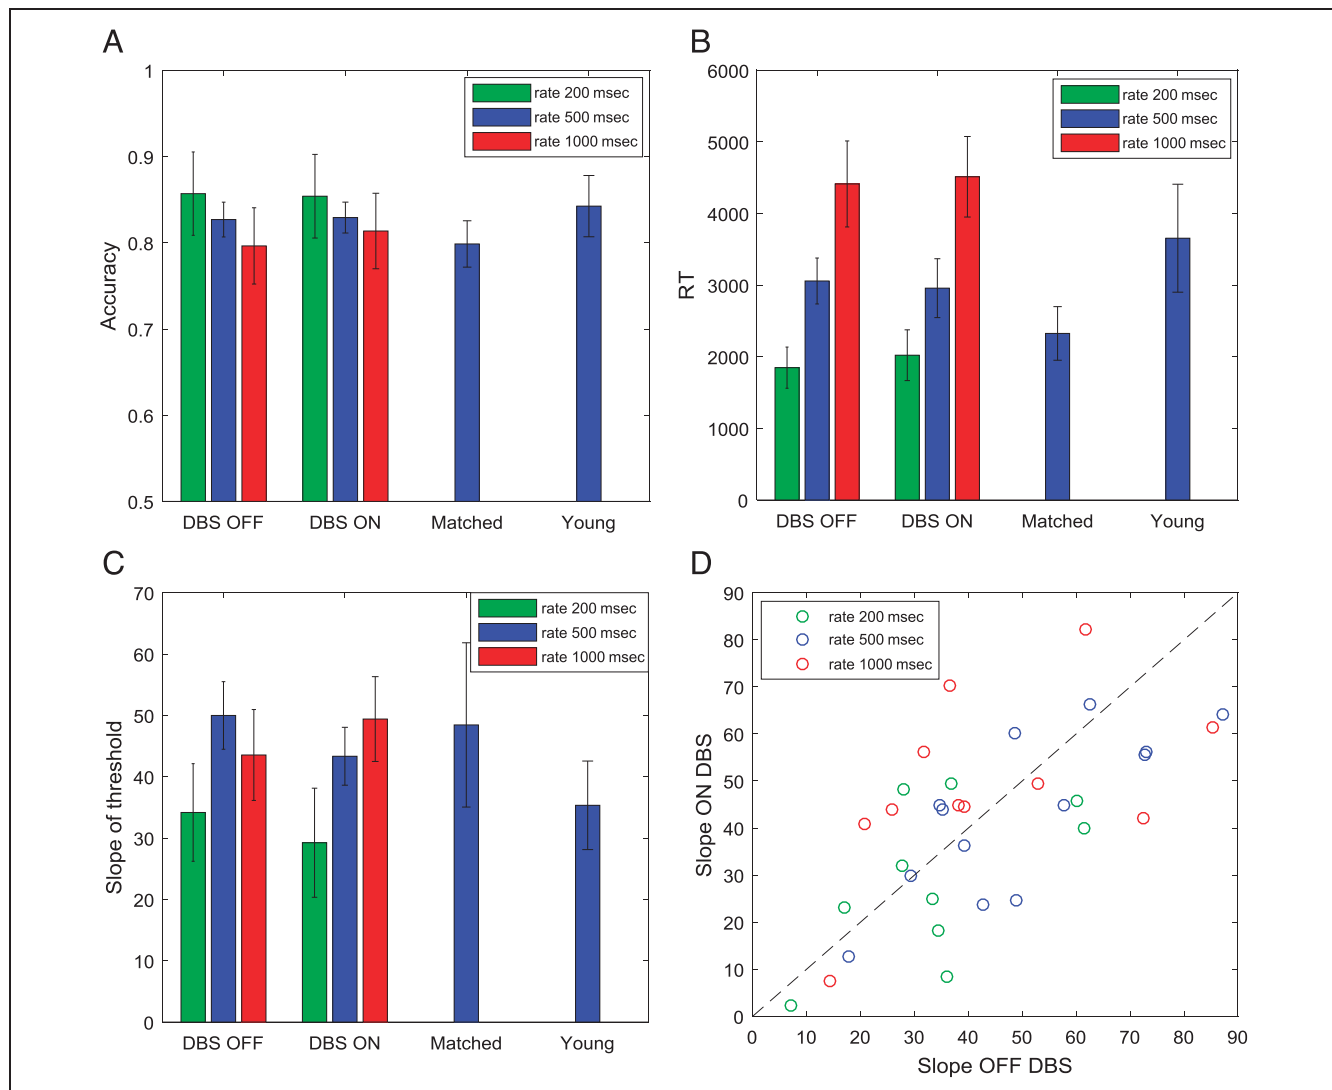 A
1
0.9
0.8
0.7
0.6
0.5
Accuracy
rate 200 msec
rate 500 msec
rate 1000 msec
DBS OFF DBS ON Matched Young
B
6000
5000
4000
3000
2000
1000
0
RT
rate 200 msec
rate 500 msec
rate 1000 msec
DBS OFF DBS ON Matched Young
C
70
60
50
40
30
20
10
0
Slope of threshold
rate 200 msec
rate 500 msec
rate 1000 msec
DBS OFF DBS ON Matched Young
D
90
80
70
60
50
40
30
20
10
0
Slope ON DBS
rate 200 msec
rate 500 msec
rate 1000 msec
0 10 20 30 40 50 60 70 80 90
Slope OFF DBS